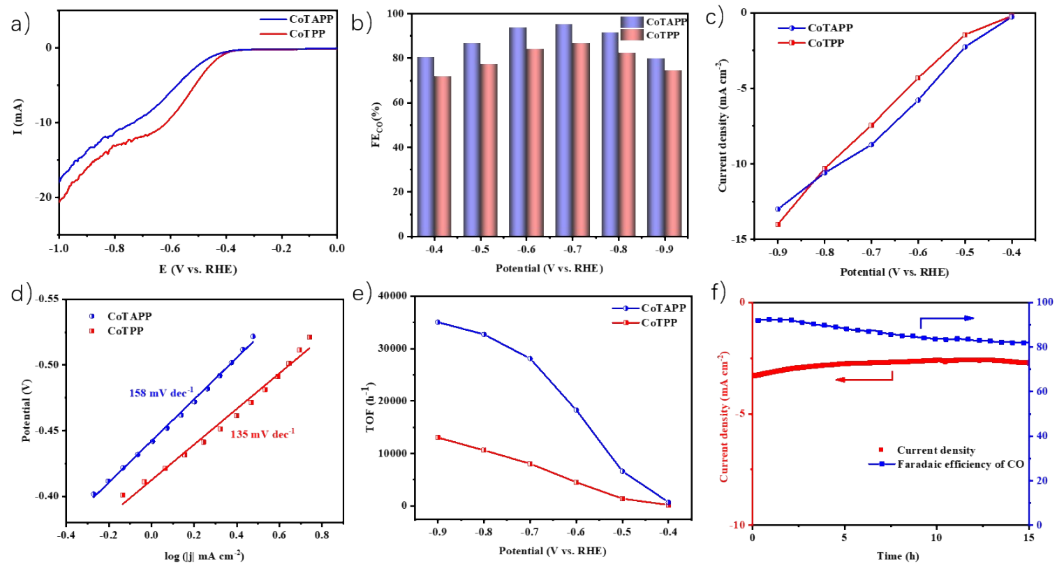 a)
CoTAPP
CoTPP
0
-10
-20
I (mA)
-1.0 -0.8 -0.6 -0.4 -0.2 0.0
E (V vs. RHE)
b)
CoTAPP
CoTPP
100
80
60
40
20
0
FECO(%)
-0.4 -0.5 -0.6 -0.7 -0.8 -0.9
Potential (V vs. RHE)
c)
CoTAPP
CoTPP
0
-5
-10
-15
Current density (mA cm-2)
-0.9 -0.8 -0.7 -0.6 -0.5 -0.4
Potential (V vs. RHE)
d)
CoTAPP
CoTPP
-0.55
-0.50
-0.45
-0.40
Potential (V)
158 mV dec-1
135 mV dec-1
-0.4 -0.2 0.0 0.2 0.4 0.6 0.8
log (|j| mA cm-2)
e)
CoTAPP
CoTPP
40000
30000
20000
10000
0
TOF (h-1)
-0.9 -0.8 -0.7 -0.6 -0.5 -0.4
Potential (V vs. RHE)
f)
0
-5
-10
Current density (mA cm-2)
100
80
60
40
20
0
Current density
Faradaic efficiency of CO
0 5 10 15
Time (h)